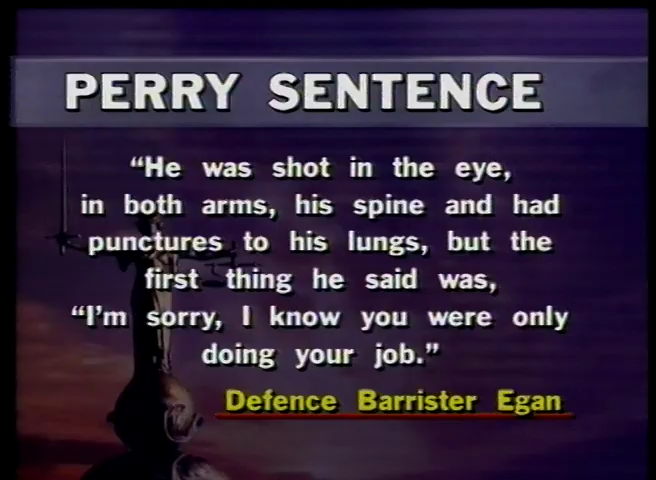 PERRY SENTENCE
“He was shot in the eye,
in both arms, his spine and had
punctures to his lungs, but the
first thing he said was,
“I'm sorry, I know you were only
doing your job.”
Defence Barrister Egan